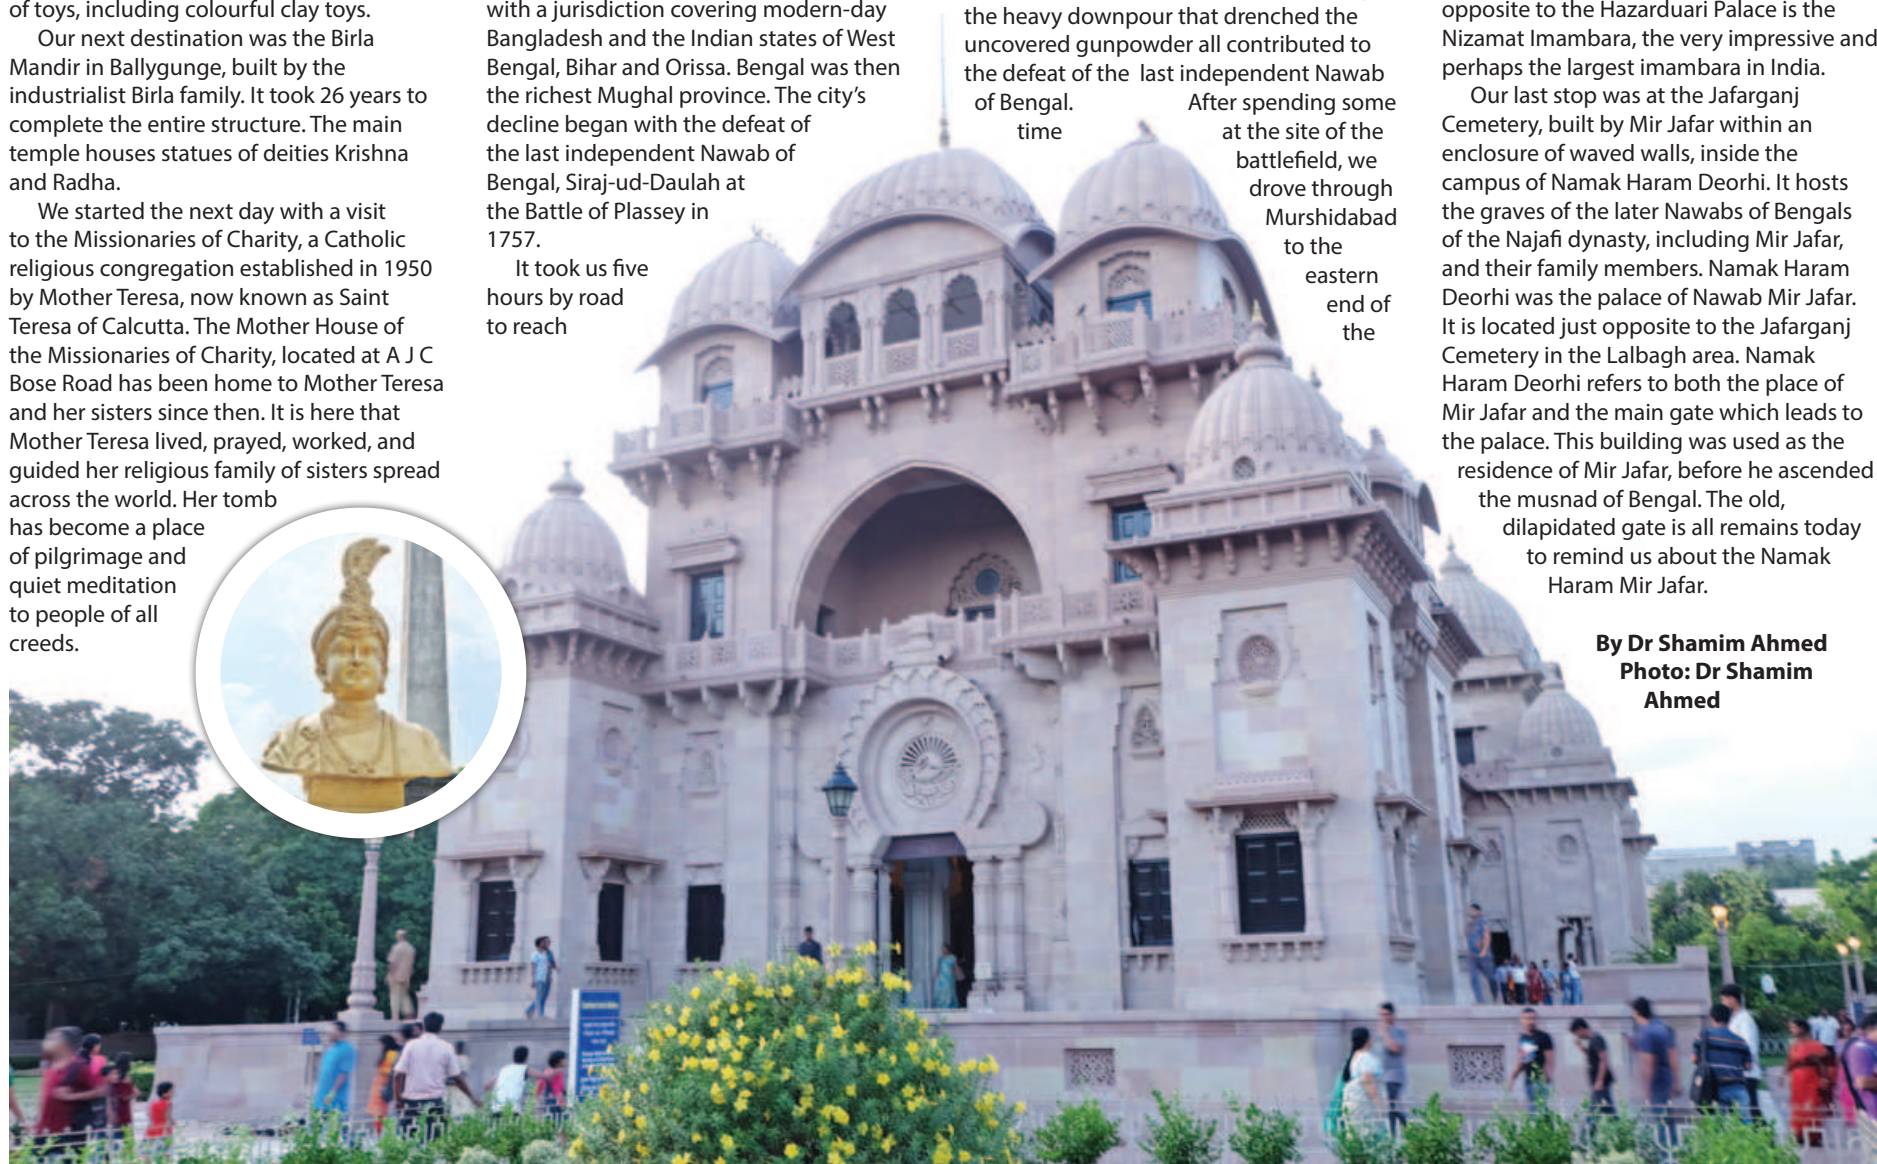 of toys, including colourful clay toys.
Our next destination was the Birla
Mandir in Ballygunge, built by the
industrialist Birla family. It took 26 years to
complete the entire structure. The main
temple houses statues of deities Krishna
and Radha.
We started the next day with a visit
to the Missionaries of Charity, a Catholic
religious congregation established in 1950
by Mother Teresa, now known as Saint
Teresa of Calcutta. The Mother House of
the Missionaries of Charity, located at A J C
Bose Road has been home to Mother Teresa
and her sisters since then. It is here that
Mother Teresa lived, prayed, worked, and
guided her religious family of sisters spread
across the world. Her tomb
has become a place
of pilgrimage and
quiet meditation
to people of all
creeds.
with a jurisdiction covering modern-day
Bangladesh and the Indian states of West
Bengal, Bihar and Orissa. Bengal was then
the richest Mughal province. The city's
decline began with the defeat of
the last independent Nawab of
Bengal, Siraj-ud-Daulah at
the Battle of Plassey in
1757.
It took us five
hours by road
to reach
the heavy downpour that drenched the
uncovered gunpowder all contributed to
the defeat of the last independent Nawab
of Bengal. After spending some
time at the site of the
battlefield, we
drove through
Murshidabad
to the
eastern
end of
the
opposite to the Hazarduari Palace is the
Nizamat Imambara, the very impressive and
perhaps the largest imambara in India.
Our last stop was at the Jafarganj
Cemetery, built by Mir Jafar within an
enclosure of waved walls, inside the
campus of Namak Haram Deorhi. It hosts
the graves of the later Nawabs of Bengals
of the Najafi dynasty, including Mir Jafar,
and their family members. Namak Haram
Deorhi was the palace of Nawab Mir Jafar.
It is located just opposite to the Jafarganj
Cemetery in the Lalbagh area. Namak
Haram Deorhi refers to both the place of
Mir Jafar and the main gate which leads to
the palace. This building was used as the
residence of Mir Jafar, before he ascended
the musnad of Bengal. The old,
dilapidated gate is all remains today
to remind us about the Namak
Haram Mir Jafar.
By Dr Shamim Ahmed
Photo: Dr Shamim
Ahmed